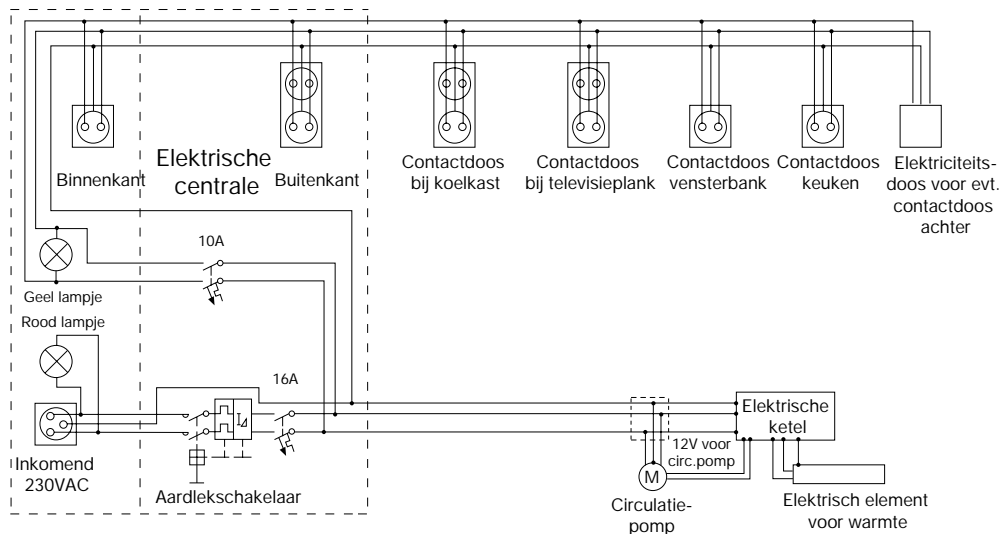 Binnenkant
Elektrische
centrale
Buitenkant
Contactdoos
bij koelkast
Contactdoos
bij televisieplank
Contactdoos
vensterbank
Contactdoos
keuken
Elektriciteits-
doos voor evt.
contactdoos
achter
10A
Geel lampje
Rood lampje
16A
I⊿
Inkomend
230VAC
Aardlekschakelaar
Elektrische
ketel
12V voor
circ.pomp
M
Circulatie-
pomp
Elektrisch element
voor warmte